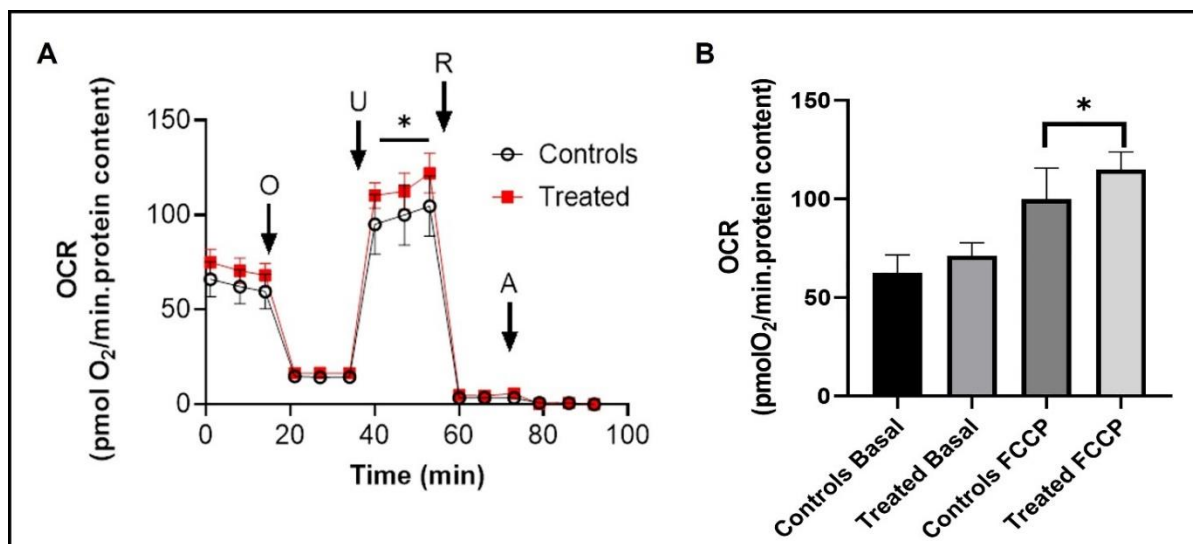 A
OCR
(pmol O₂/min.protein content)
150
100
50
0
0
20
40
60
80
100
Time (min)
O
U
*
R
A
Controls
Treated
B
OCR
(pmolO₂/min.protein content)
150
100
50
0
*
Controls Basal
Treated Basal
Controls FCCP
Treated FCCP